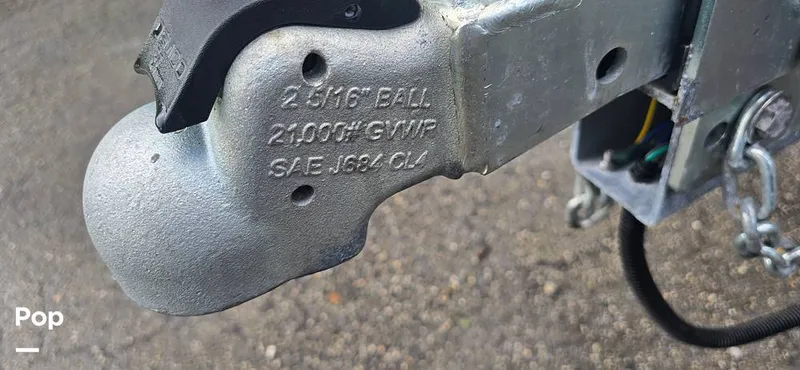 2 5/16" BALL
21,000# GVWR
SAE J684 CL4
Pop